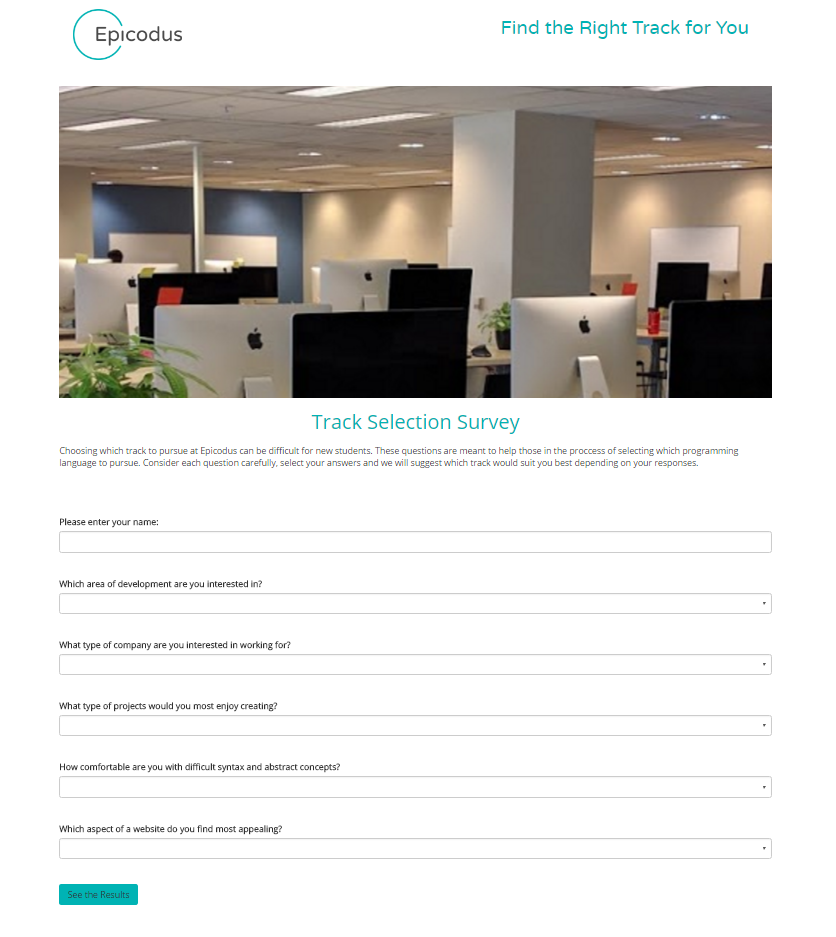 Epicodus
Find the Right Track for You
Track Selection Survey
Choosing which track to pursue at Epicodus can be difficult for new students. These questions are meant to help those in the proccess of selecting which programming
language to pursue. Consider each question carefully, select your answers and we will suggest which track would suit you best depending on your responses.
Please enter your name:
Which area of development are you interested in?
What type of company are you interested in working for?
What type of projects would you most enjoy creating?
How comfortable are you with difficult syntax and abstract concepts?
Which aspect of a website do you find most appealing?
See the Results